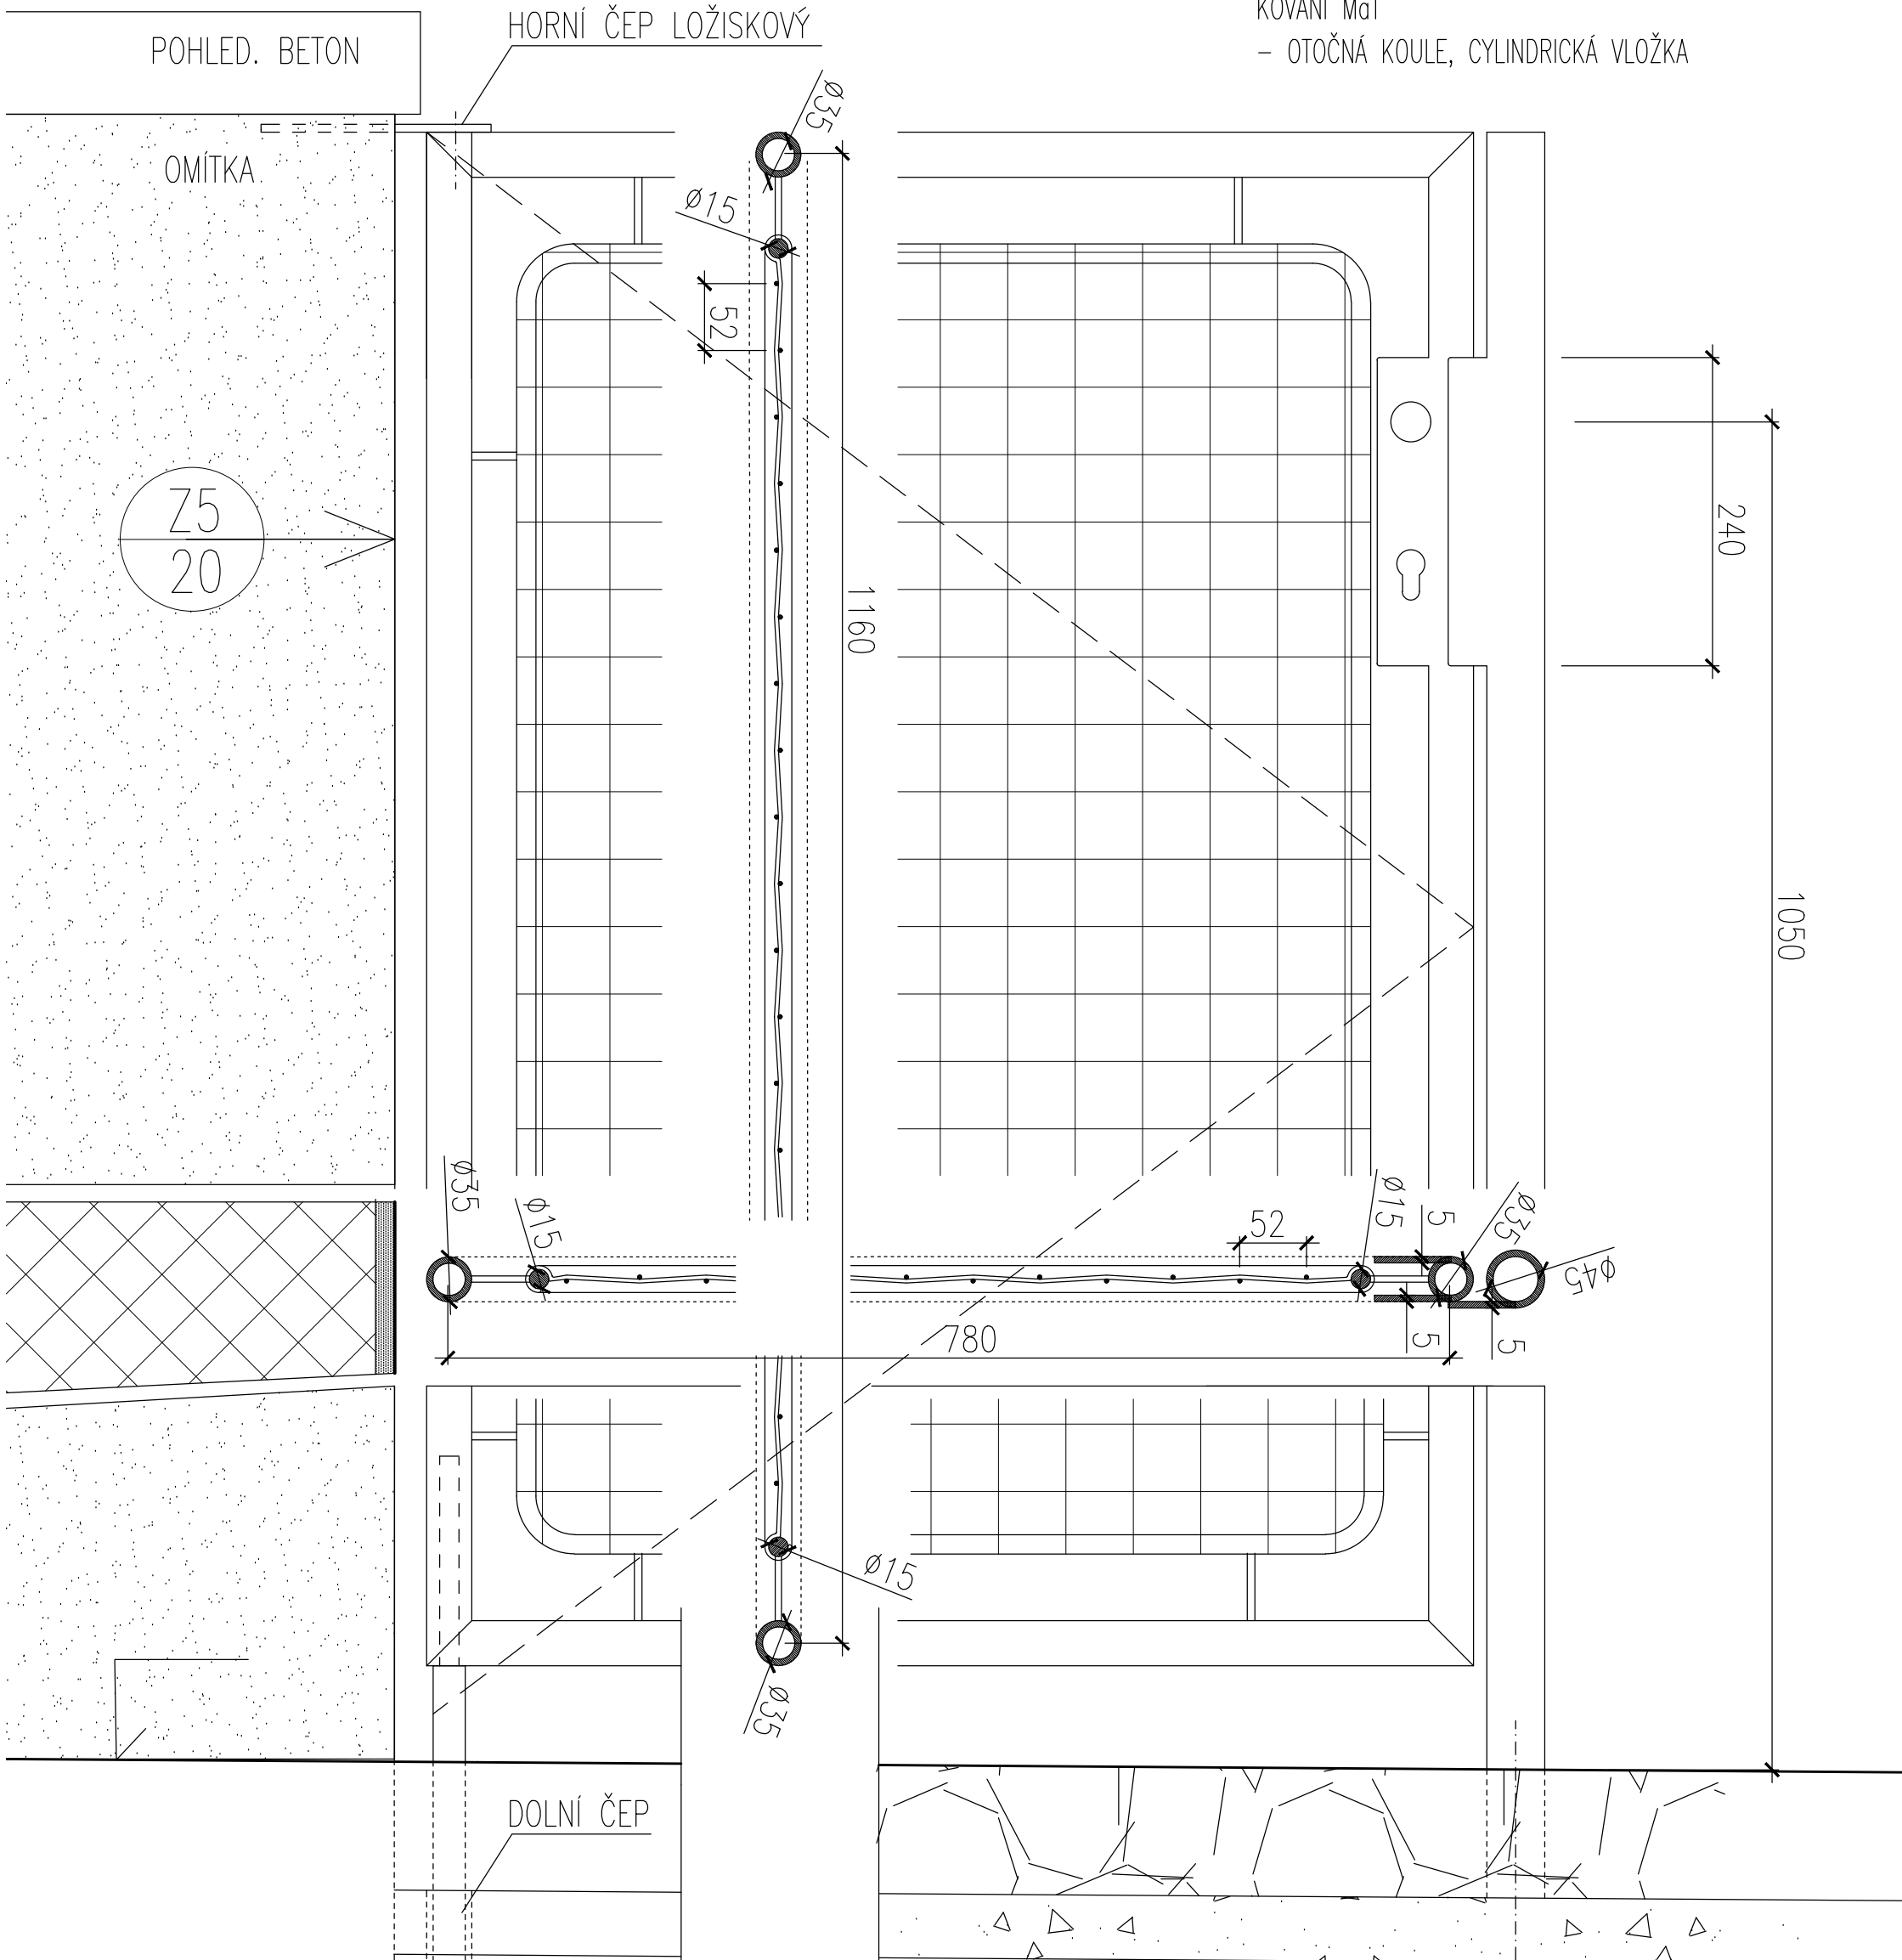 KOVÁNÍ MaT
- OTOČNÁ KOULE, CYLINDRICKÁ VLOŽKA
HORNÍ ČEP LOŽISKOVÝ
POHLED. BETON
OMÍTKA
ø35
ø15
52
Z5
20
1160
240
1050
ø35
ø15
52
ø15
5
ø35
ø45
780
5
5
ø15
ø35
DOLNÍ ČEP